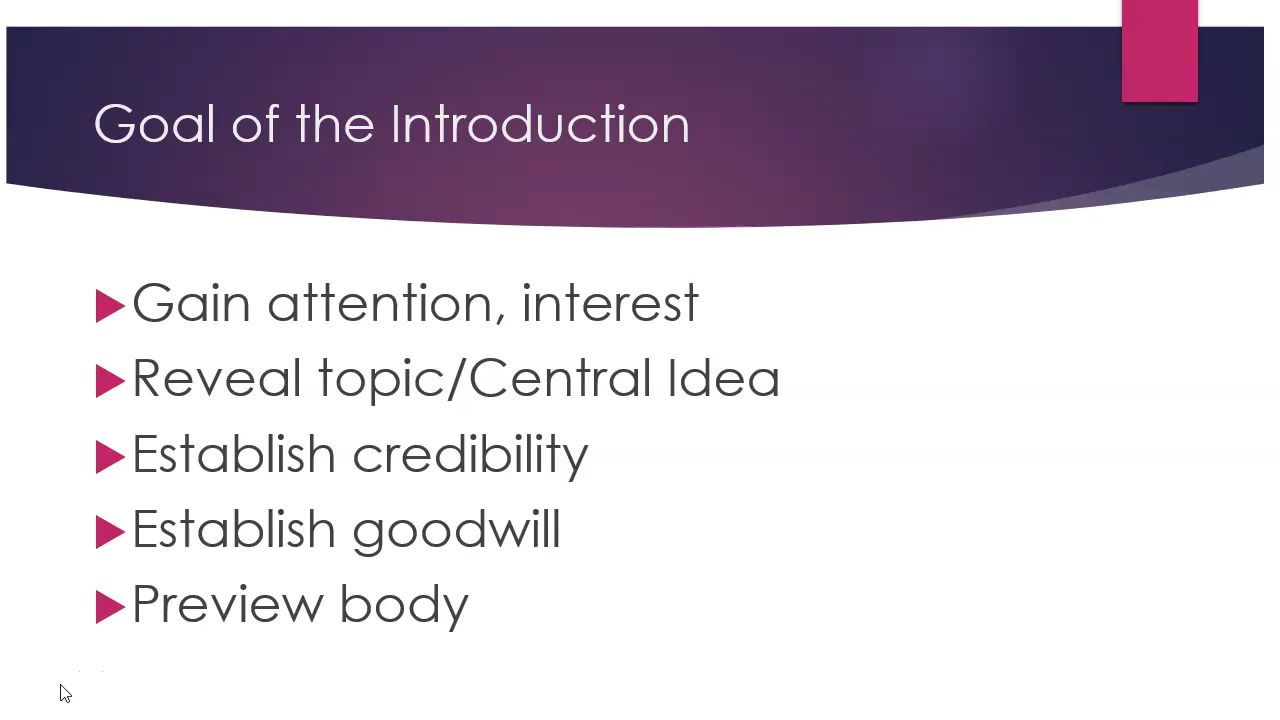 Goal of the Introduction
Gain attention, interest
Reveal topic/Central Idea
Establish credibility
Establish goodwill
Preview body